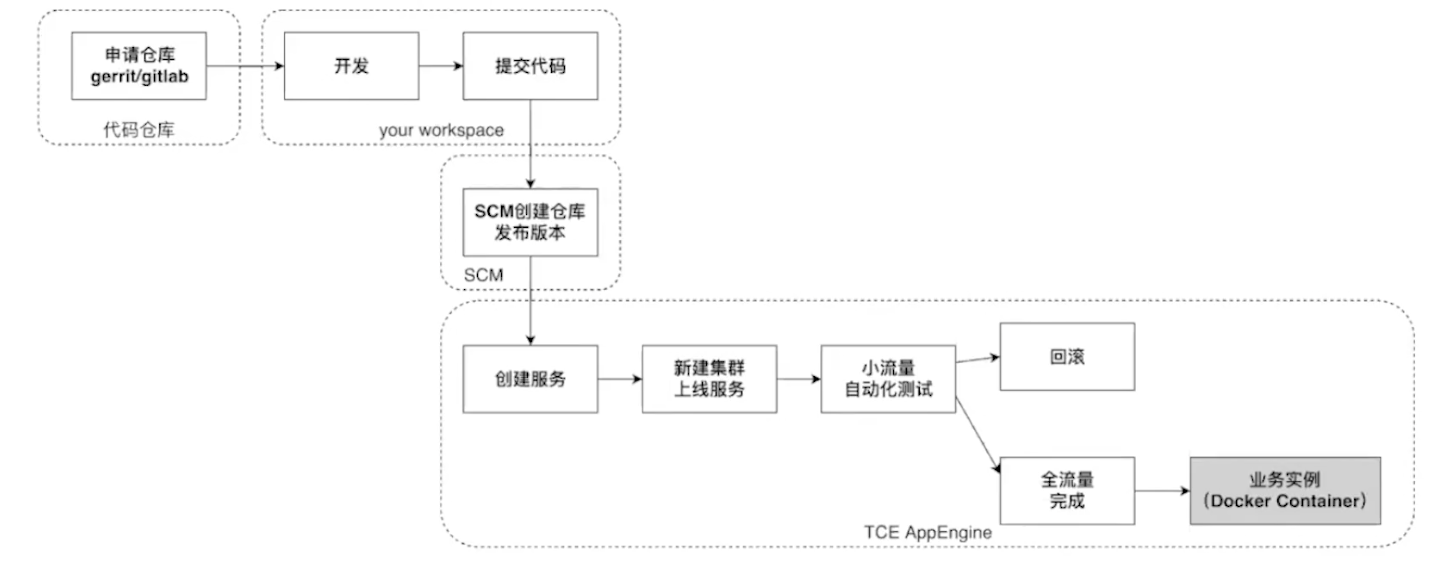 申请仓库
gerrit/gitlab
代码仓库
开发
提交代码
your workspace
SCM创建仓库
发布版本
SCM
创建服务
新建集群
上线服务
小流量
自动化测试
回滚
全流量
完成
业务实例
（Docker Container）
TCE AppEngine